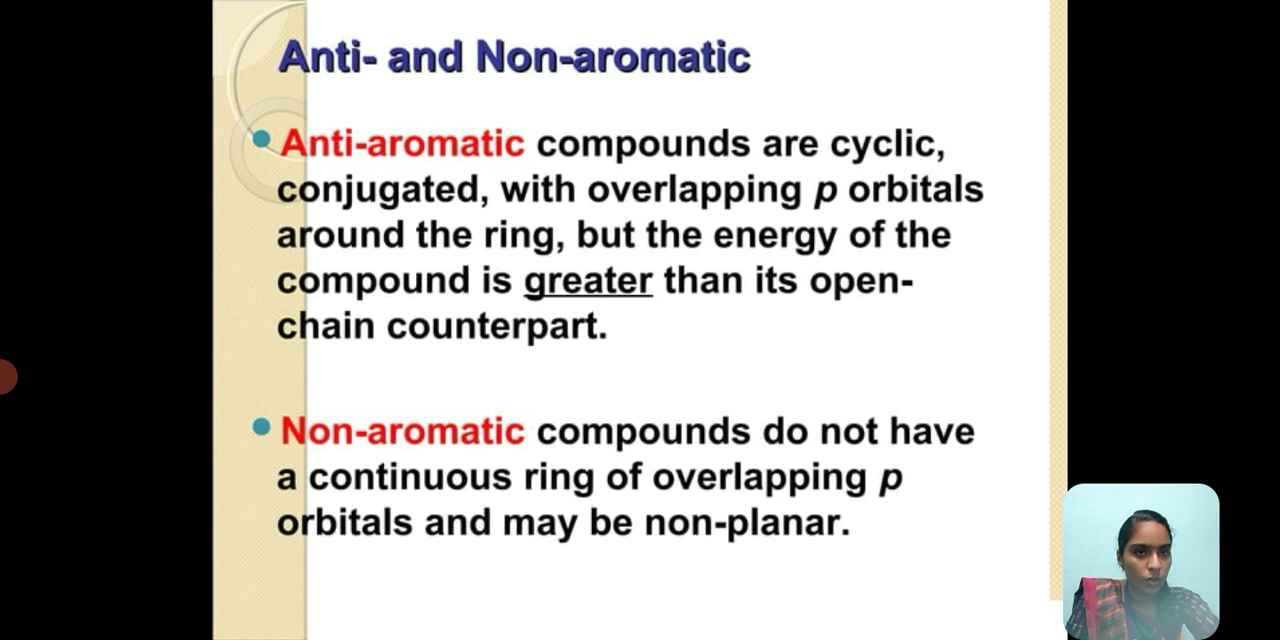 Anti- and Non-aromatic
Anti-aromatic compounds are cyclic,
conjugated, with overlapping p orbitals
around the ring, but the energy of the
compound is greater than its open-
chain counterpart.
Non-aromatic compounds do not have
a continuous ring of overlapping p
orbitals and may be non-planar.